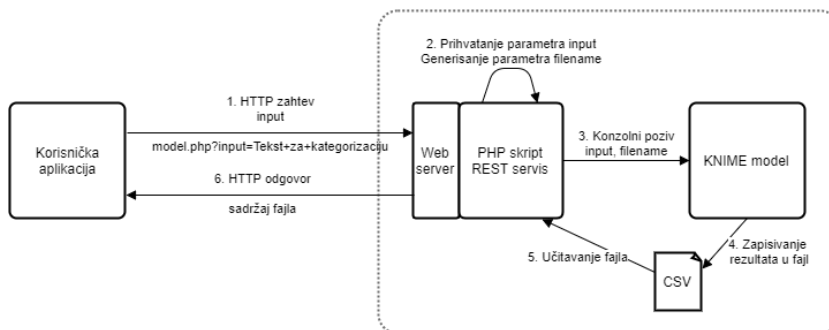 2. Prihvatanje parametra input
Generisanje parametra filename
1. HTTP zahtev
input
model.php?input=Tekst+za+kategorizaciju
Korisnička
aplikacija
Web
server
PHP skript
REST servis
3. Konzolni poziv
input, filename
KNIME model
6. HTTP odgovor
sadržaj fajla
4. Zapisivanje
rezultata u fajl
5. Učitavanje fajla
CSV